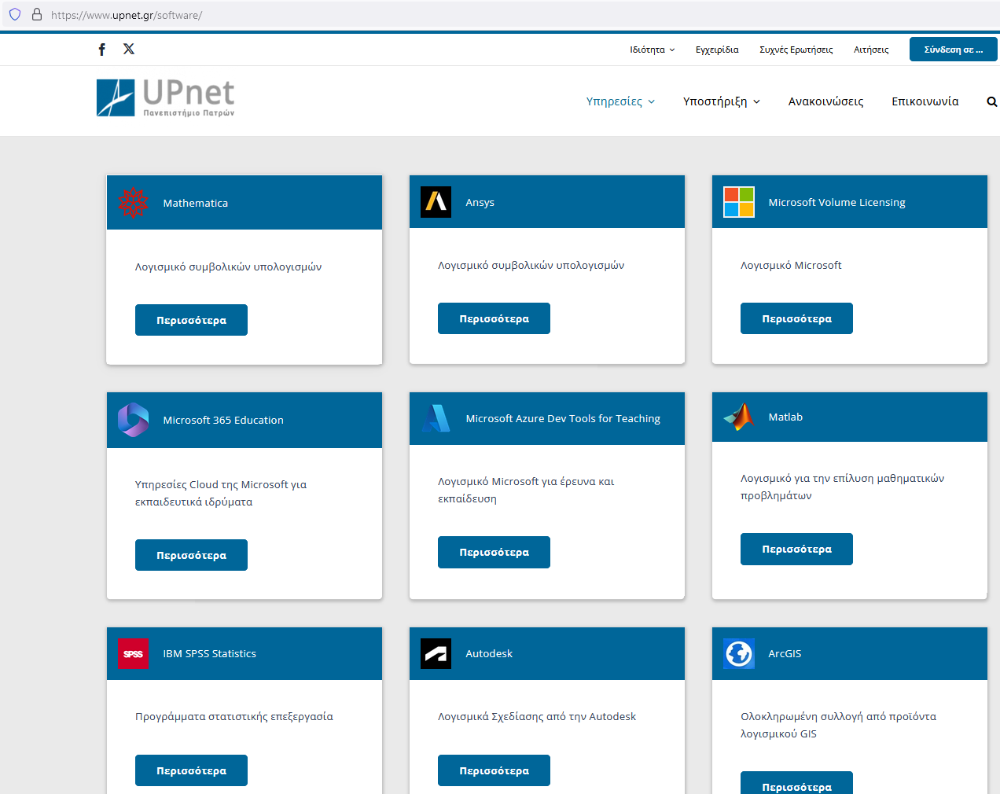 https://www.upnet.gr/software/
Ιδιότητα
Εγχειρίδια
Συχνές Ερωτήσεις
Αιτήσεις
Σύνδεση σε ...
UPnet
Πανεπιστήμιο Πατρών
Υπηρεσίες
Υποστήριξη
Ανακοινώσεις
Επικοινωνία
Mathematica
Λογισμικό συμβολικών υπολογισμών
Περισσότερα
Ansys
Λογισμικό συμβολικών υπολογισμών
Περισσότερα
Microsoft Volume Licensing
Λογισμικό Microsoft
Περισσότερα
Microsoft 365 Education
Υπηρεσίες Cloud της Microsoft για
εκπαιδευτικά ιδρύματα
Περισσότερα
Microsoft Azure Dev Tools for Teaching
Λογισμικό Microsoft για έρευνα και
εκπαίδευση
Περισσότερα
Matlab
Λογισμικό για την επίλυση μαθηματικών
προβλημάτων
Περισσότερα
SPSS
IBM SPSS Statistics
Προγράμματα στατιστικής επεξεργασία
Περισσότερα
Autodesk
Λογισμικά Σχεδίασης από την Autodesk
Περισσότερα
ArcGIS
Ολοκληρωμένη συλλογή από προϊόντα
λογισμικού GIS
Περισσότερα